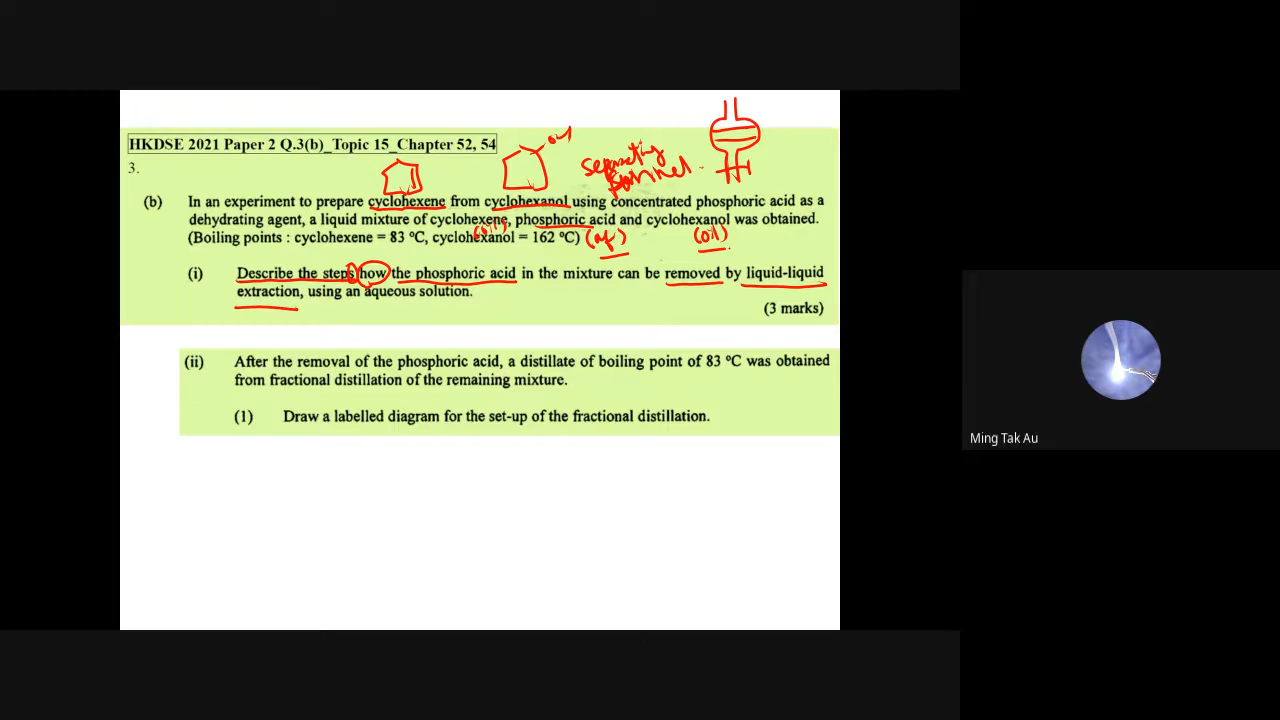 HKDSE 2021 Paper 2 Q.3(b)_Topic 15_Chapter 52, 54
3.
OH
separating
funnel
(b) In an experiment to prepare cyclohexene from cyclohexanol using concentrated phosphoric acid as a
dehydrating agent, a liquid mixture of cyclohexene, phosphoric acid and cyclohexanol was obtained.
(oil) (aq) (oil)
(Boiling points : cyclohexene = 83 °C, cyclohexanol = 162 °C)
(i) Describe the steps how the phosphoric acid in the mixture can be removed by liquid-liquid
extraction, using an aqueous solution.
(3 marks)
(ii) After the removal of the phosphoric acid, a distillate of boiling point of 83 °C was obtained
from fractional distillation of the remaining mixture.
(1) Draw a labelled diagram for the set-up of the fractional distillation.
Ming Tak Au